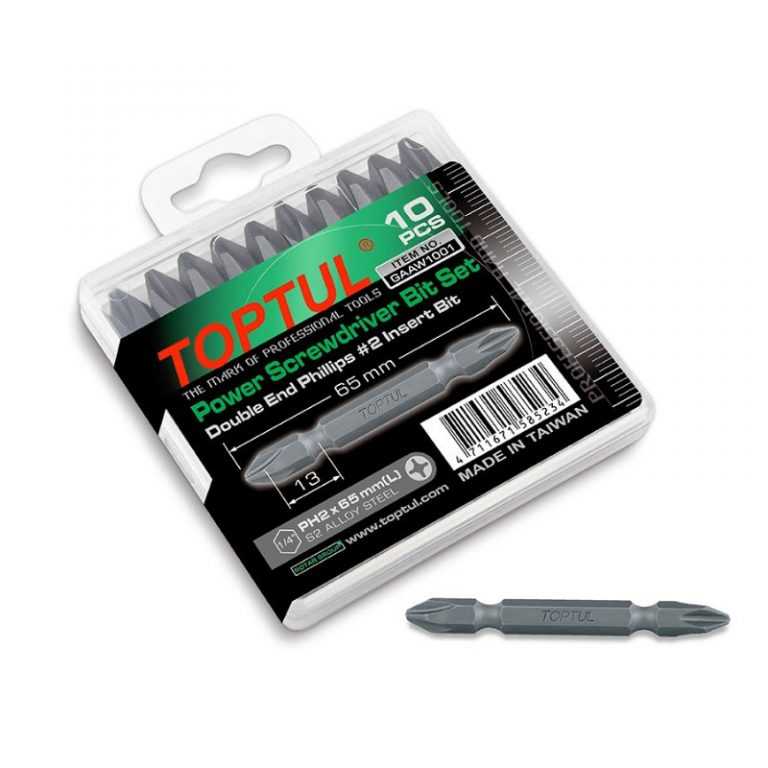 10
PCS
ITEM NO.
GAAW1001
TOPTUL®
THE MARK OF PROFESSIONAL TOOLS
Power Screwdriver Bit Set
Double End Phillips #2 Insert Bit
65 mm
TOPTUL
13
1/4"
PH2 x 65 mm(L)
S2 ALLOY STEEL
ROTAR GROUP
www.toptul.com
4 711671 585234
MADE IN TAIWAN
TOPTUL